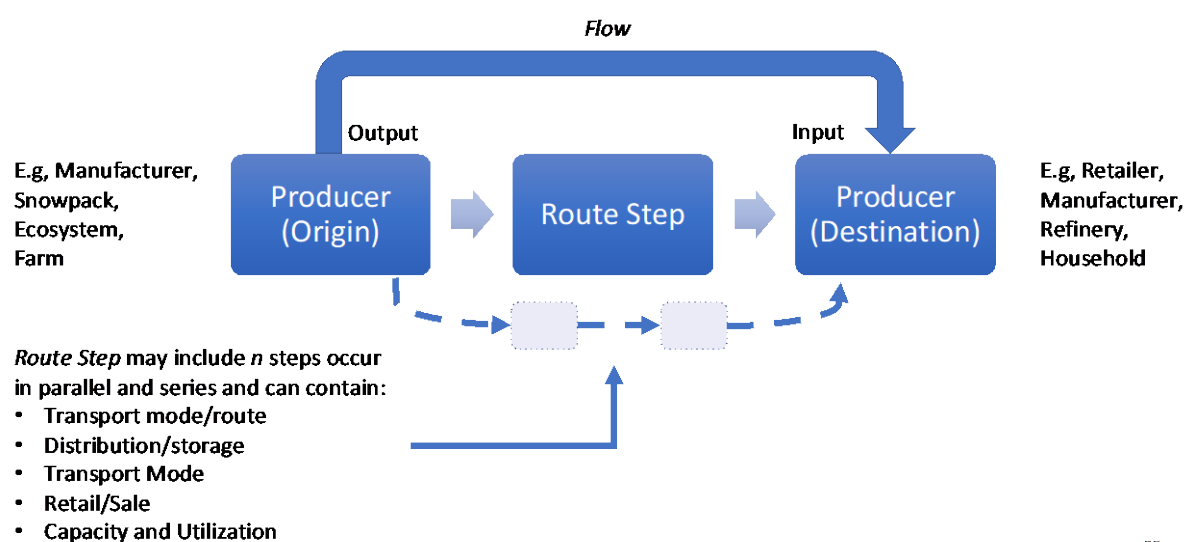 Flow
Output
Input
E.g, Manufacturer,
Snowpack,
Ecosystem,
Farm
Producer
(Origin)
Route Step
Producer
(Destination)
E.g, Retailer,
Manufacturer,
Refinery,
Household
Route Step may include n steps occur
in parallel and series and can contain:
• Transport mode/route
• Distribution/storage
• Transport Mode
• Retail/Sale
• Capacity and Utilization